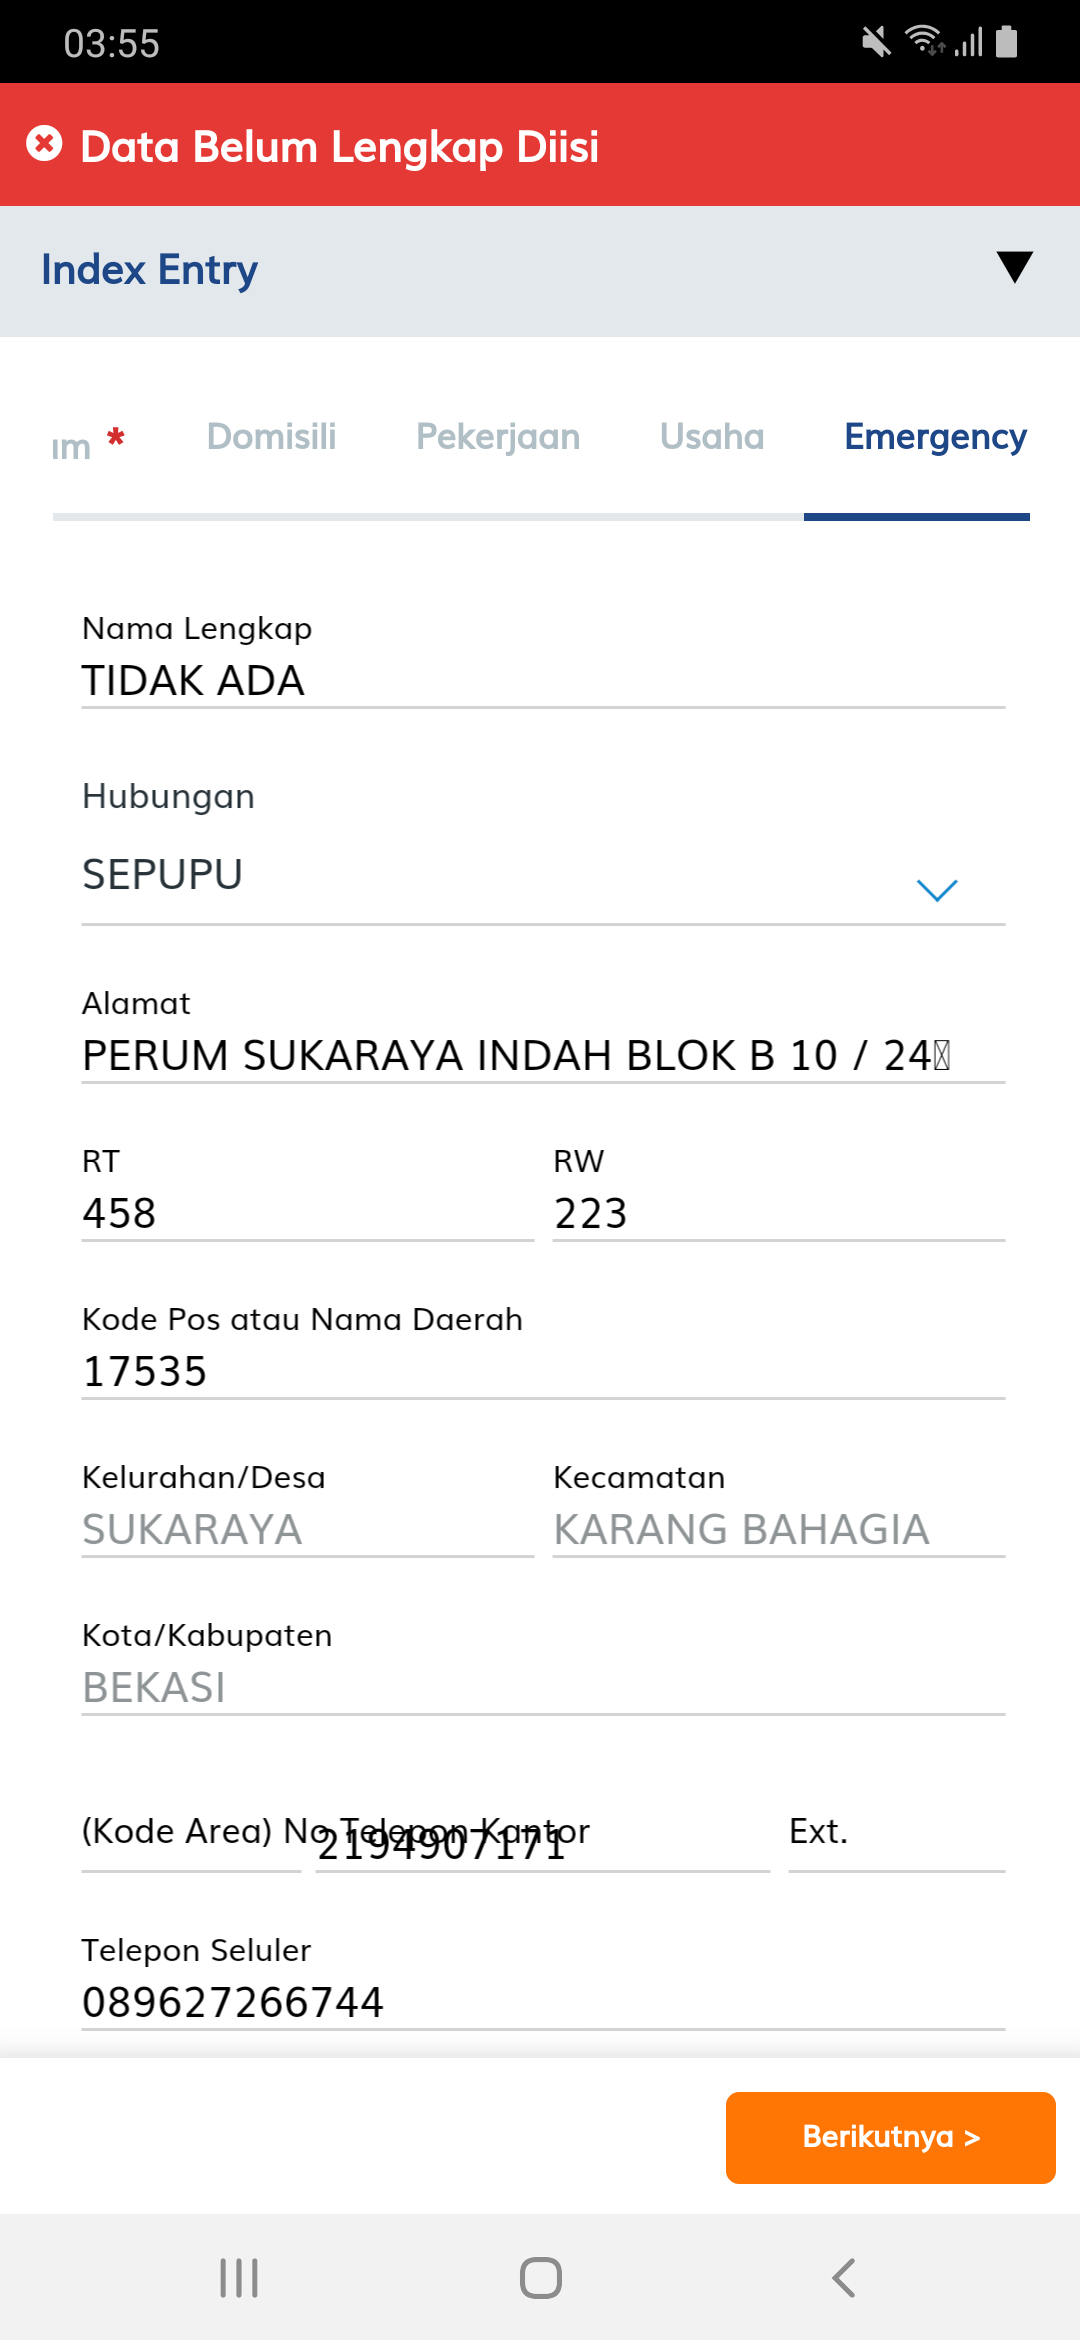 03:55
Data Belum Lengkap Diisi
Index Entry
um * Domisili Pekerjaan Usaha Emergency
Nama Lengkap
TIDAK ADA
Hubungan
SEPUPU
Alamat
PERUM SUKARAYA INDAH BLOK B 10 / 24
RT RW
458 223
Kode Pos atau Nama Daerah
17535
Kelurahan/Desa Kecamatan
SUKARAYA KARANG BAHAGIA
Kota/Kabupaten
BEKASI
(Kode Area) No Telepon Kantor Ext.
2194907171
Telepon Seluler
089627266744
Berikutnya >